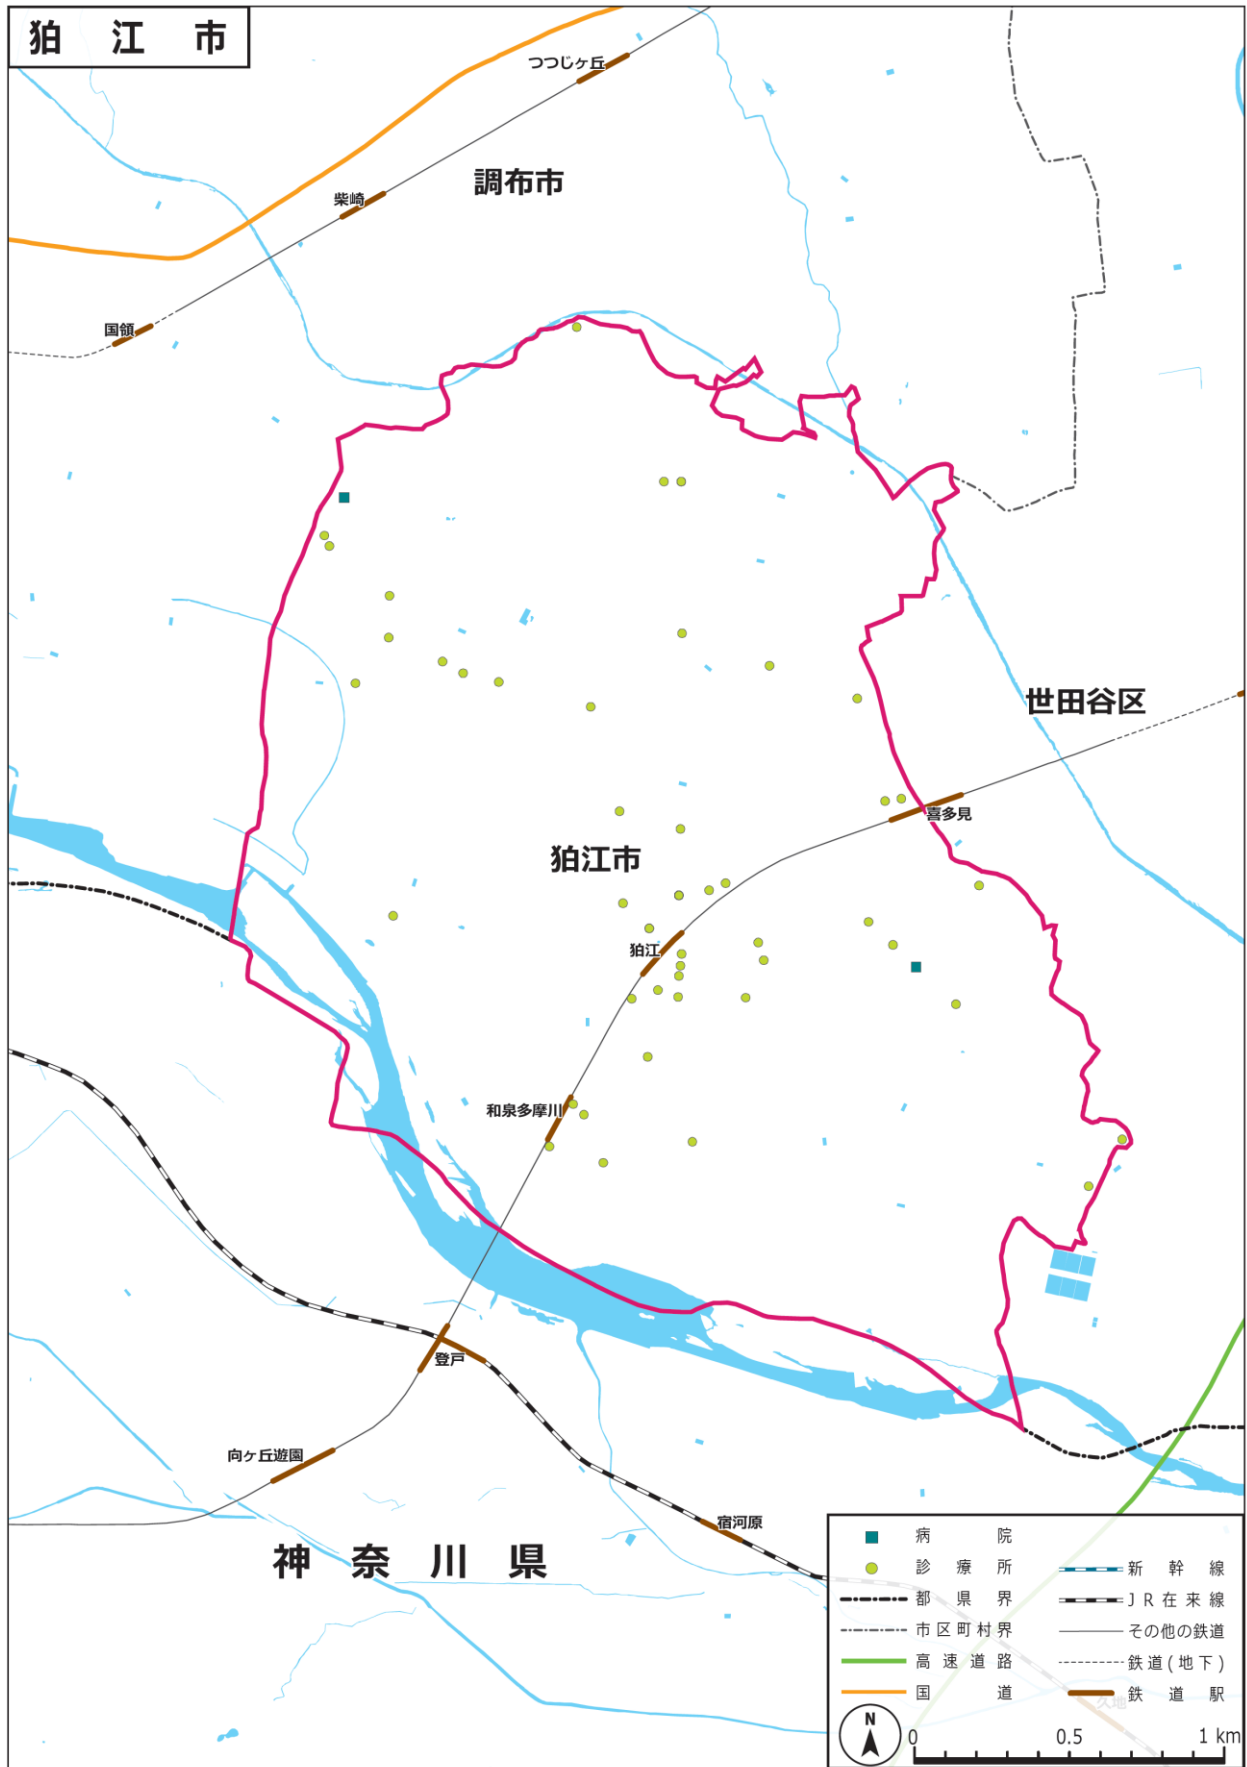 狛江市
つつじヶ丘
調布市
柴崎
国領
世田谷区
喜多見
狛江市
狛江
和泉多摩川
登戸
向ヶ丘遊園
宿河原
神奈川県
病院
診療所
都県界
市区町村界
高速道路
国道
新幹線
JR在来線
その他の鉄道
鉄道(地下)
鉄道駅
久地
N
0 0.5 1 km